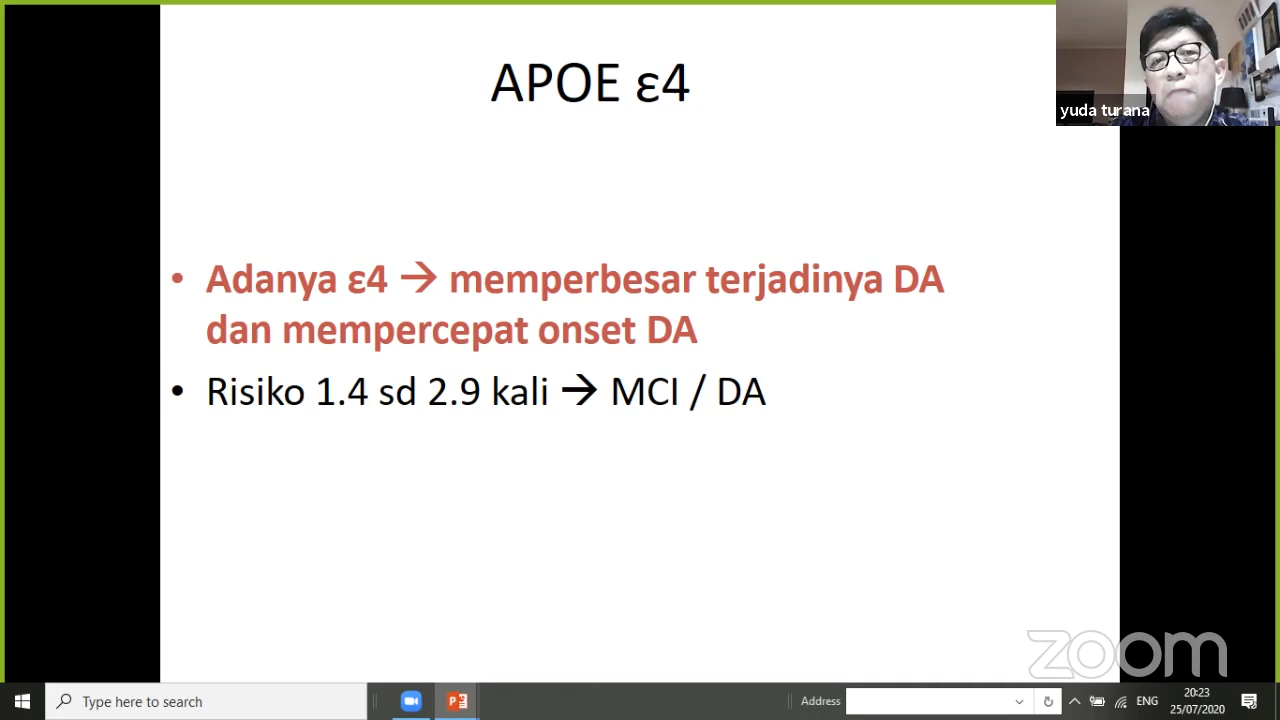 APOE ε4
yuda turana
• Adanya ε4 → memperbesar terjadinya DA
dan mempercepat onset DA
• Risiko 1.4 sd 2.9 kali → MCI / DA
zoom
Type here to search
Address
ENG
20:23
25/07/2020